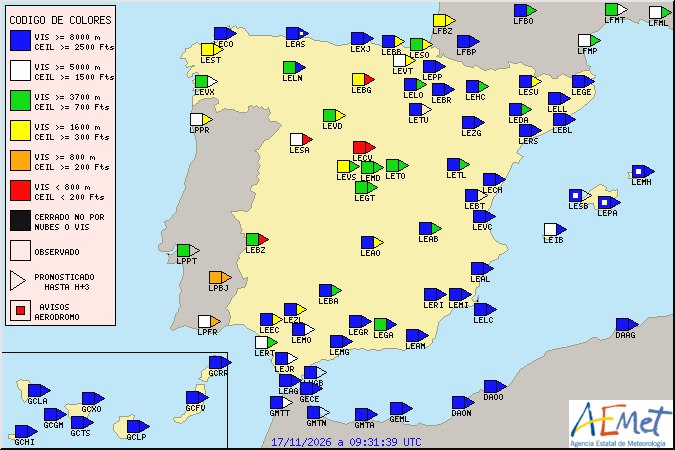 CODIGO DE COLORES
VIS >= 8000 m
CEIL >= 2500 Fts
VIS >= 5000 m
CEIL >= 1500 Fts
VIS >= 3700 m
CEIL >= 700 Fts
VIS >= 1600 m
CEIL >= 300 Fts
VIS >= 800 m
CEIL >= 200 Fts
VIS < 800 m
CEIL < 200 Fts
CERRADO NO POR
NUBES O VIS
OBSERVADO
PRONOSTICADO
HASTA H+3
AVISOS
AERODROMO
LFBO
LFMT
LFML
LFBZ
LECO
LEAS
LEXJ
LEBB
LESO
LFBP
LFMP
LEST
LEVT
LEPP
LELN
LEVX
LEBG
LELO
LEBR
LEHC
LESU
LEGE
LELL
LPPR
LEVD
LETU
LEZG
LEDA
LEBL
LERS
LESA
LECV
LEVS
LEMD
LETO
LETL
LEGT
LECH
LEMH
LEBT
LESB
LEPA
LEVC
LEBZ
LEAO
LEAB
LEIB
LPPT
LPBJ
LEAL
LEBA
LERI
LEMI
LELC
LEZL
LPFR
LEEC
LEMO
LEGR
LEGA
LEAM
DAAG
LERT
LEMG
LEJR
GCRR
LEAG
LXGB
GCLA
GCXO
GCFV
GECE
DAOO
GMTT
GEML
DAON
GCGM
GMTN
GMTA
GCTS
GCLP
GCHI
17/11/2026 a 09:31:39 UTC
AEMet
Agencia Estatal de Meteorología